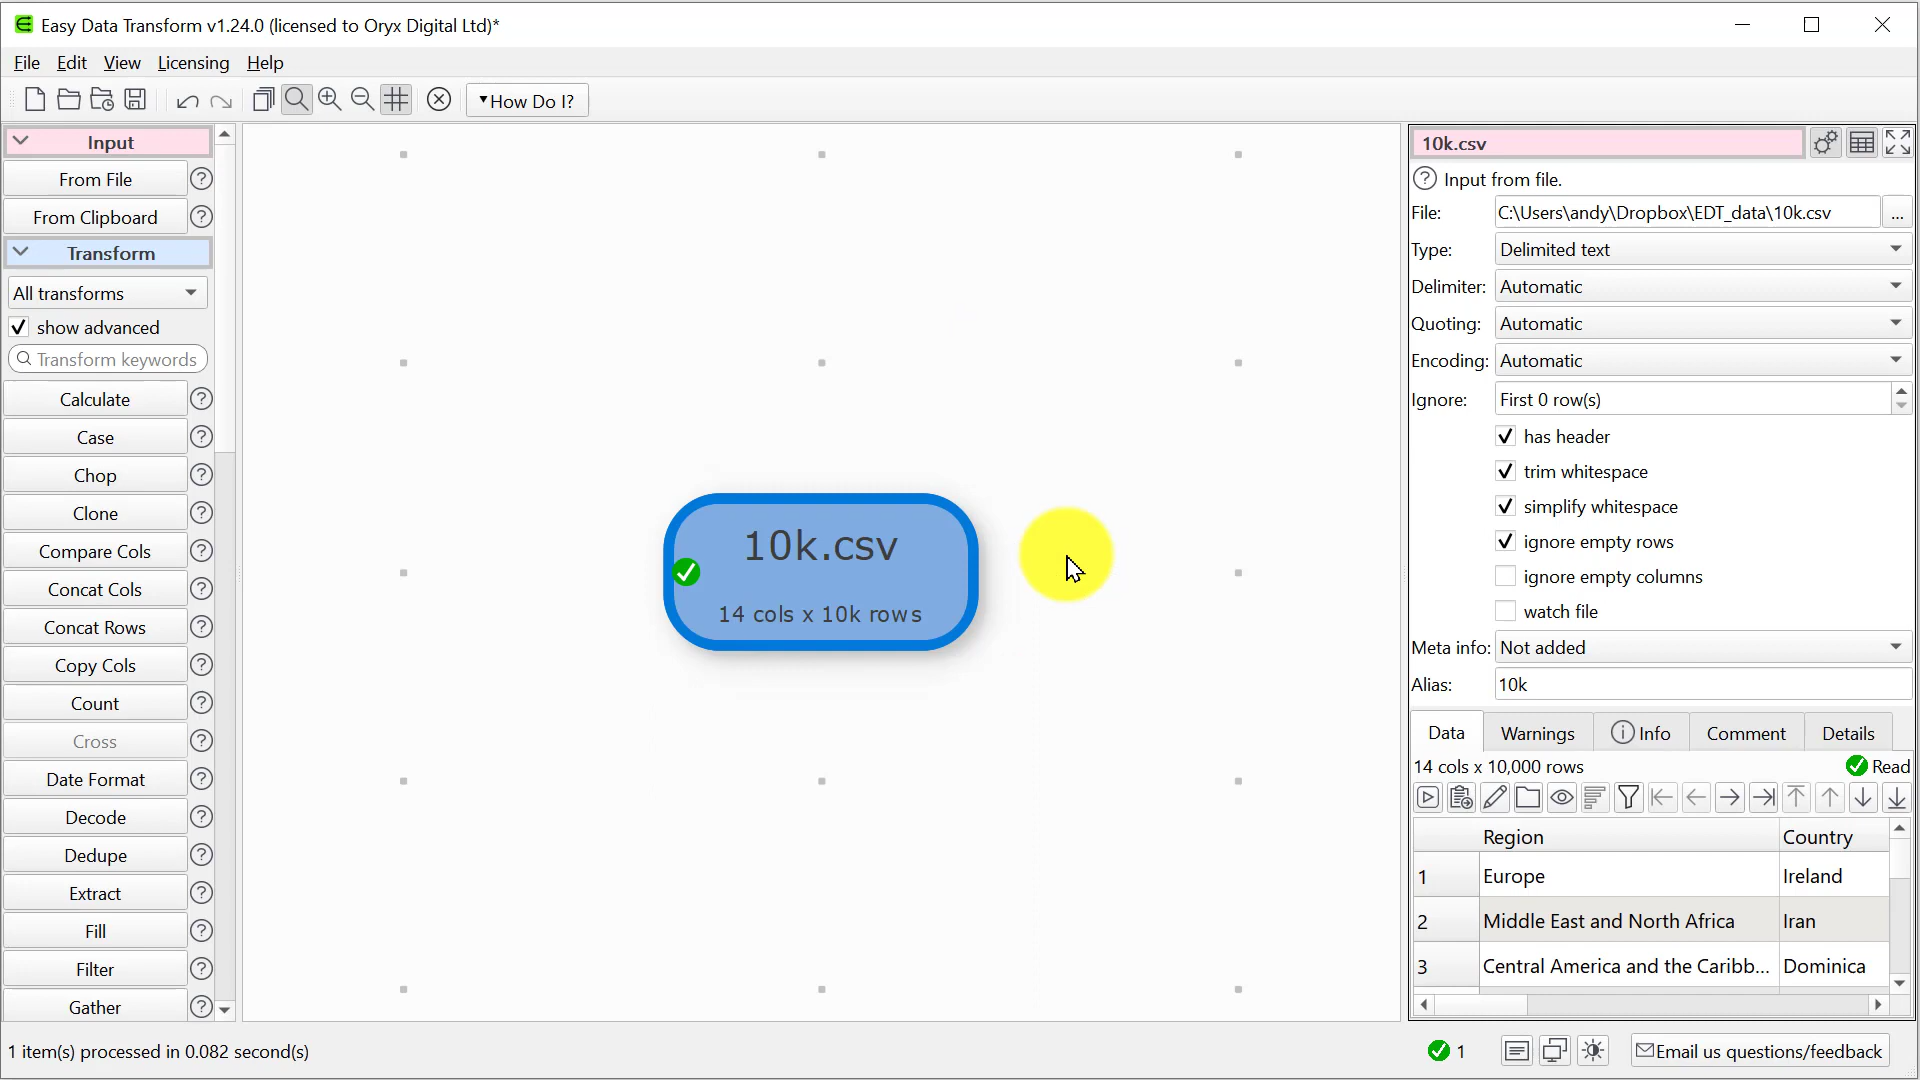 Easy Data Transform v1.24.0 (licensed to Oryx Digital Ltd)*
File Edit View Licensing Help
How Do I?
Input
From File
From Clipboard
Transform
All transforms
show advanced
Transform keywords
Calculate
Case
Chop
Clone
Compare Cols
Concat Cols
Concat Rows
Copy Cols
Count
Cross
Date Format
Decode
Dedupe
Extract
Fill
Filter
Gather
10k.csv
14 cols x 10k rows
10k.csv
Input from file.
File: C:\Users\andy\Dropbox\EDT_data\10k.csv ...
Type: Delimited text
Delimiter: Automatic
Quoting: Automatic
Encoding: Automatic
Ignore: First 0 row(s)
has header
trim whitespace
simplify whitespace
ignore empty rows
ignore empty columns
watch file
Meta info: Not added
Alias: 10k
Data Warnings Info Comment Details
14 cols x 10,000 rows Read
Region Country
1 Europe Ireland
2 Middle East and North Africa Iran
3 Central America and the Caribb... Dominica
1 item(s) processed in 0.082 second(s)
1
Email us questions/feedback